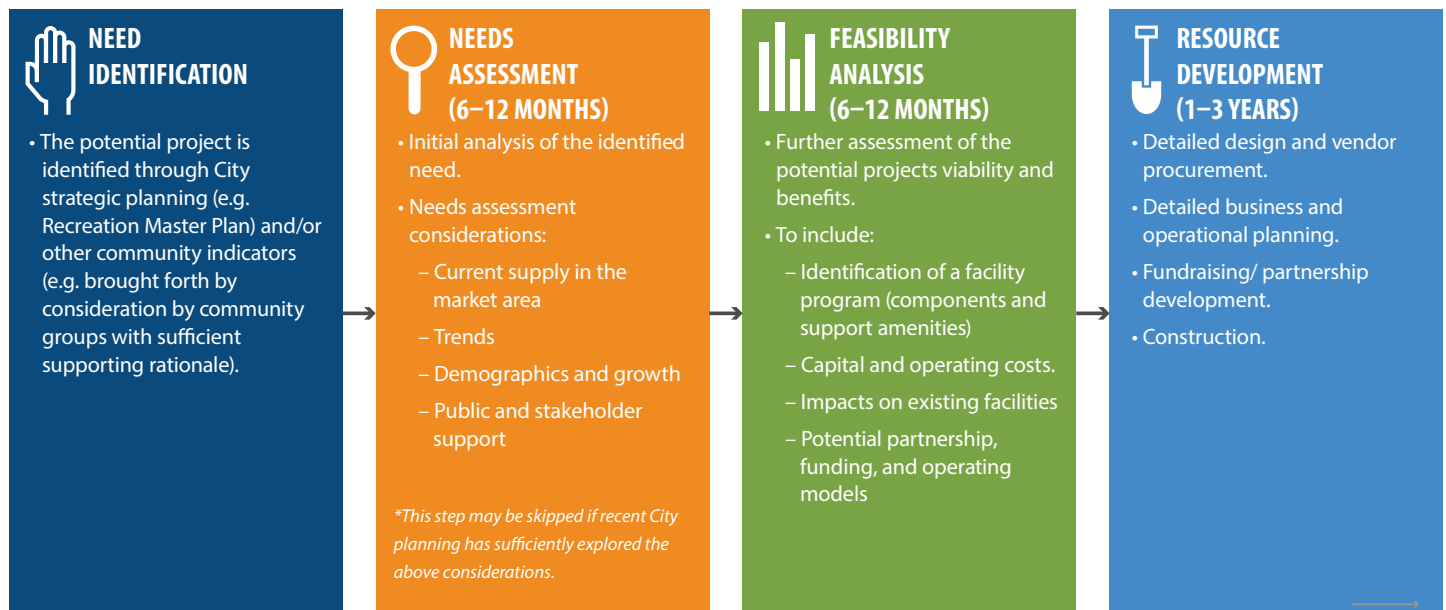 NEED
IDENTIFICATION
• The potential project is
identified through City
strategic planning (e.g.
Recreation Master Plan) and/or
other community indicators
(e.g. brought forth by
consideration by community
groups with sufficient
supporting rationale).
NEEDS
ASSESSMENT
(6–12 MONTHS)
• Initial analysis of the identified
need.
• Needs assessment
considerations:
– Current supply in the
market area
– Trends
– Demographics and growth
– Public and stakeholder
support
*This step may be skipped if recent City
planning has sufficiently explored the
above considerations.
FEASIBILITY
ANALYSIS
(6–12 MONTHS)
• Further assessment of the
potential projects viability and
benefits.
• To include:
– Identification of a facility
program (components and
support amenities)
– Capital and operating costs.
– Impacts on existing facilities
– Potential partnership,
funding, and operating
models
RESOURCE
DEVELOPMENT
(1–3 YEARS)
• Detailed design and vendor
procurement.
• Detailed business and
operational planning.
• Fundraising/ partnership
development.
• Construction.